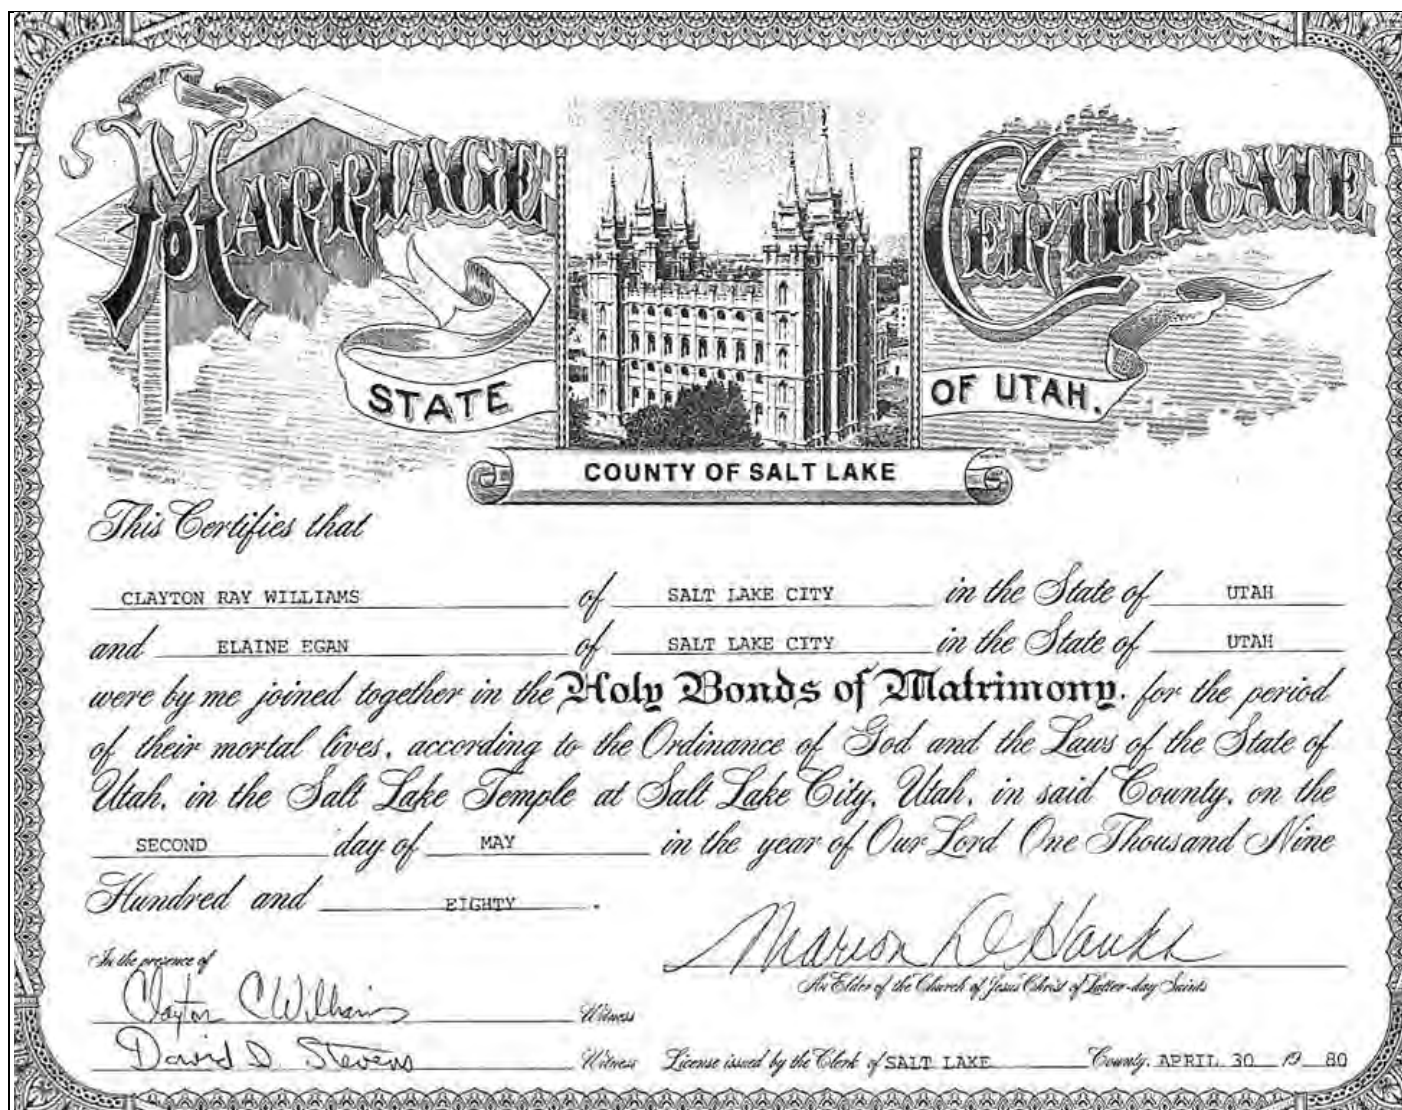 MARRIAGE CERTIFICATE
STATE OF UTAH.
COUNTY OF SALT LAKE
This Certifies that
CLAYTON RAY WILLIAMS of SALT LAKE CITY in the State of UTAH
and ELAINE EGAN of SALT LAKE CITY in the State of UTAH
were by me joined together in the Holy Bonds of Matrimony, for the period
of their mortal lives, according to the Ordinance of God and the Laws of the State of
Utah, in the Salt Lake Temple at Salt Lake City, Utah, in said County, on the
SECOND day of MAY in the year of Our Lord One Thousand Nine
Hundred and EIGHTY.
Marion D Hanks
An Elder of the Church of Jesus Christ of Latter-day Saints
In the presence of
Clayton C Williams Witness
David S. Stevens Witness
License issued by the Clerk of SALT LAKE County, APRIL 30 19 80